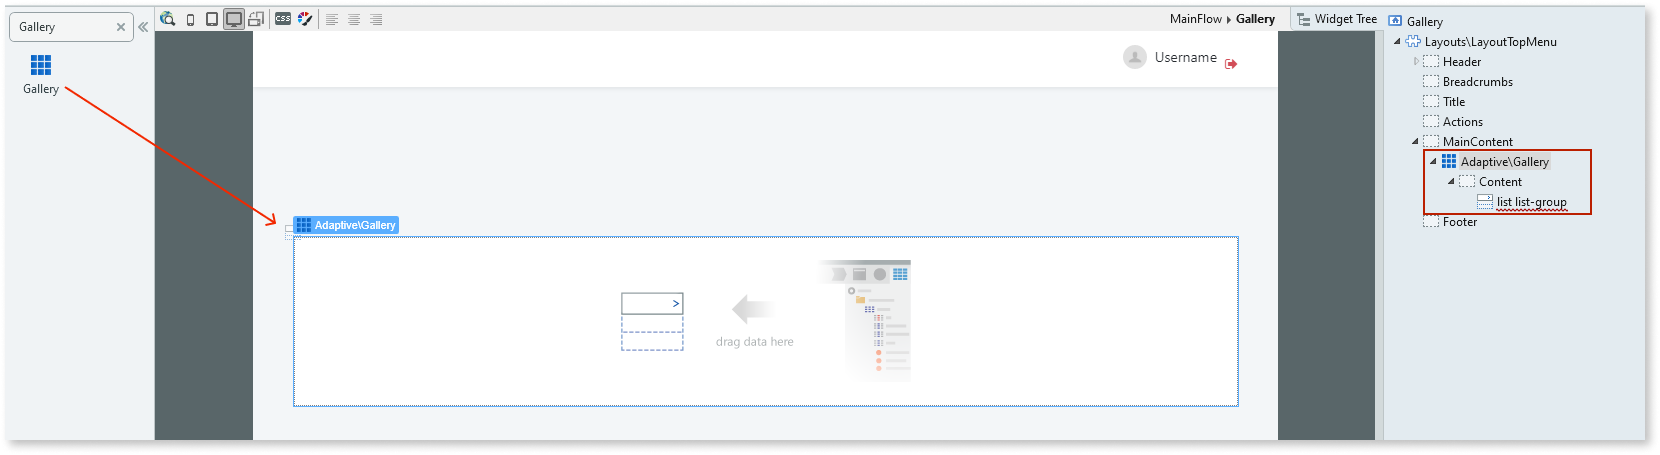 Gallery
Gallery
CSS
MainFlow Gallery
Widget Tree
Username
Adaptive\Gallery
drag data here
Gallery
Layouts\LayoutTopMenu
Header
Breadcrumbs
Title
Actions
MainContent
Adaptive\Gallery
Content
list list-group
Footer